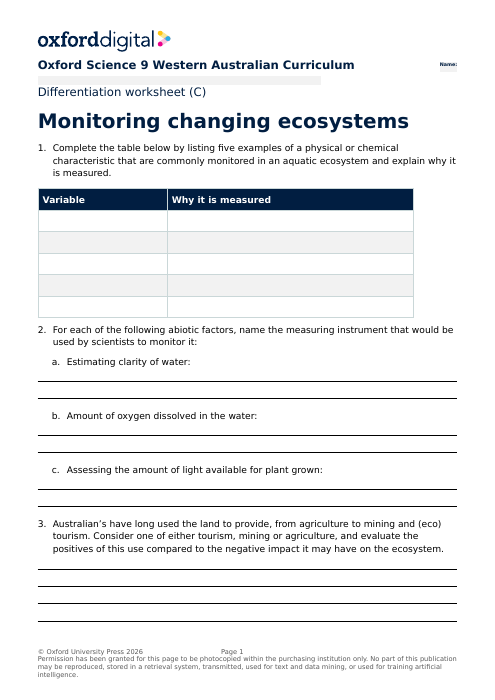 oxforddigital
Oxford Science 9 Western Australian Curriculum
Name:
Differentiation worksheet (C)
Monitoring changing ecosystems
1. Complete the table below by listing five examples of a physical or chemical
characteristic that are commonly monitored in an aquatic ecosystem and explain why it
is measured.
Variable Why it is measured
2. For each of the following abiotic factors, name the measuring instrument that would be
used by scientists to monitor it:
a. Estimating clarity of water:
b. Amount of oxygen dissolved in the water:
c. Assessing the amount of light available for plant grown:
3. Australian’s have long used the land to provide, from agriculture to mining and (eco)
tourism. Consider one of either tourism, mining or agriculture, and evaluate the
positives of this use compared to the negative impact it may have on the ecosystem.
© Oxford University Press 2026 Page 1
Permission has been granted for this page to be photocopied within the purchasing institution only. No part of this publication
may be reproduced, stored in a retrieval system, transmitted, used for text and data mining, or used for training artificial
intelligence.